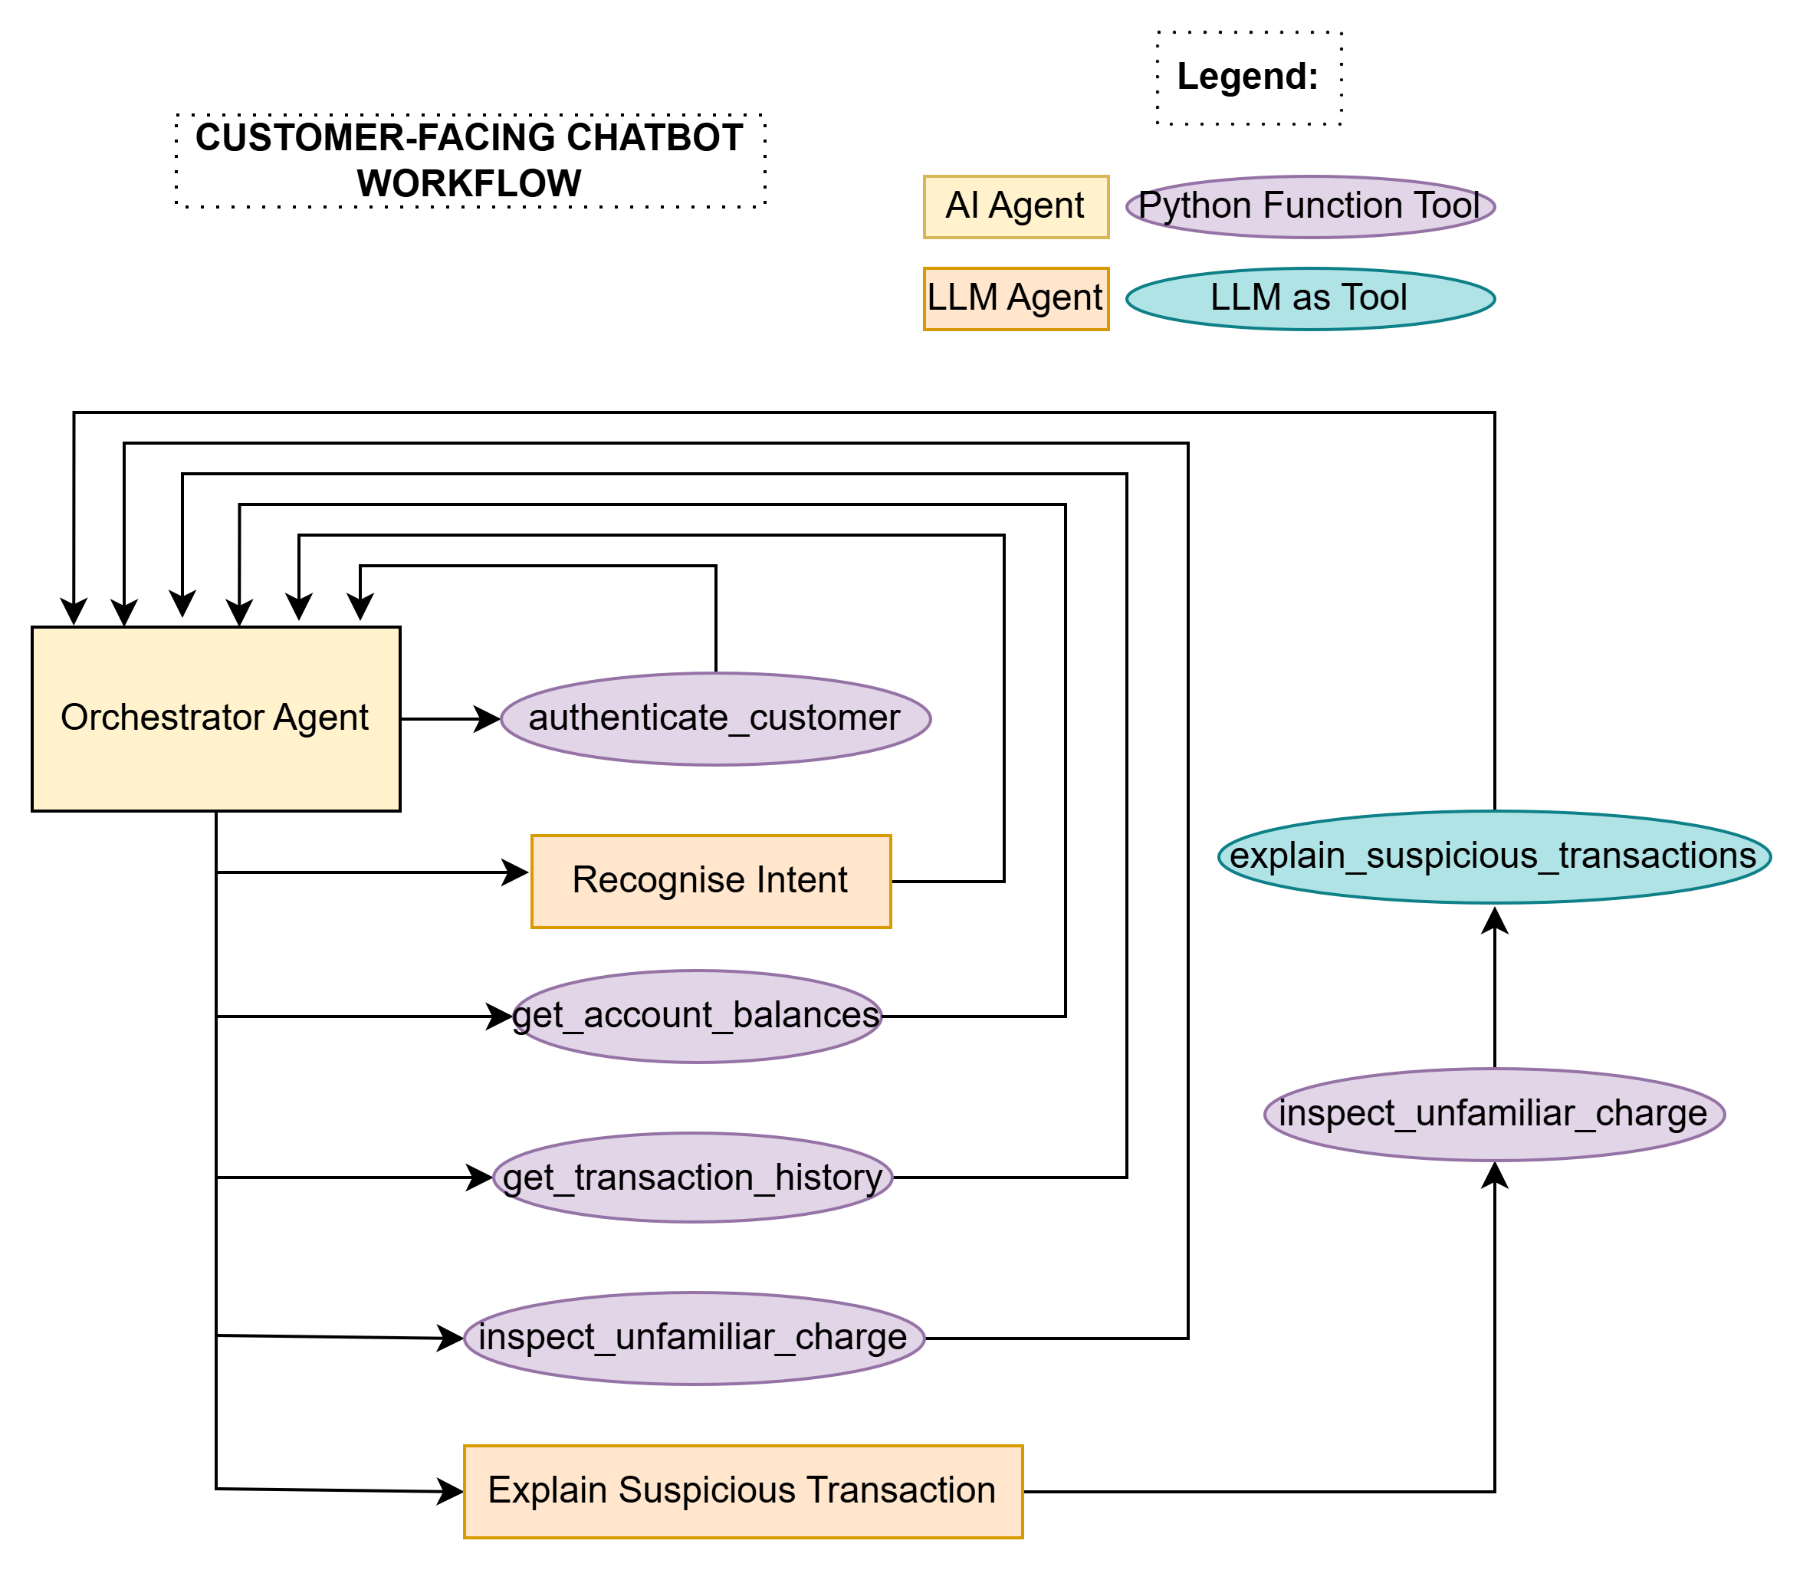 Legend:
CUSTOMER-FACING CHATBOT
WORKFLOW
AI Agent
Python Function Tool
LLM Agent
LLM as Tool
Orchestrator Agent
authenticate_customer
Recognise Intent
explain_suspicious_transactions
get_account_balances
inspect_unfamiliar_charge
get_transaction_history
inspect_unfamiliar_charge
Explain Suspicious Transaction